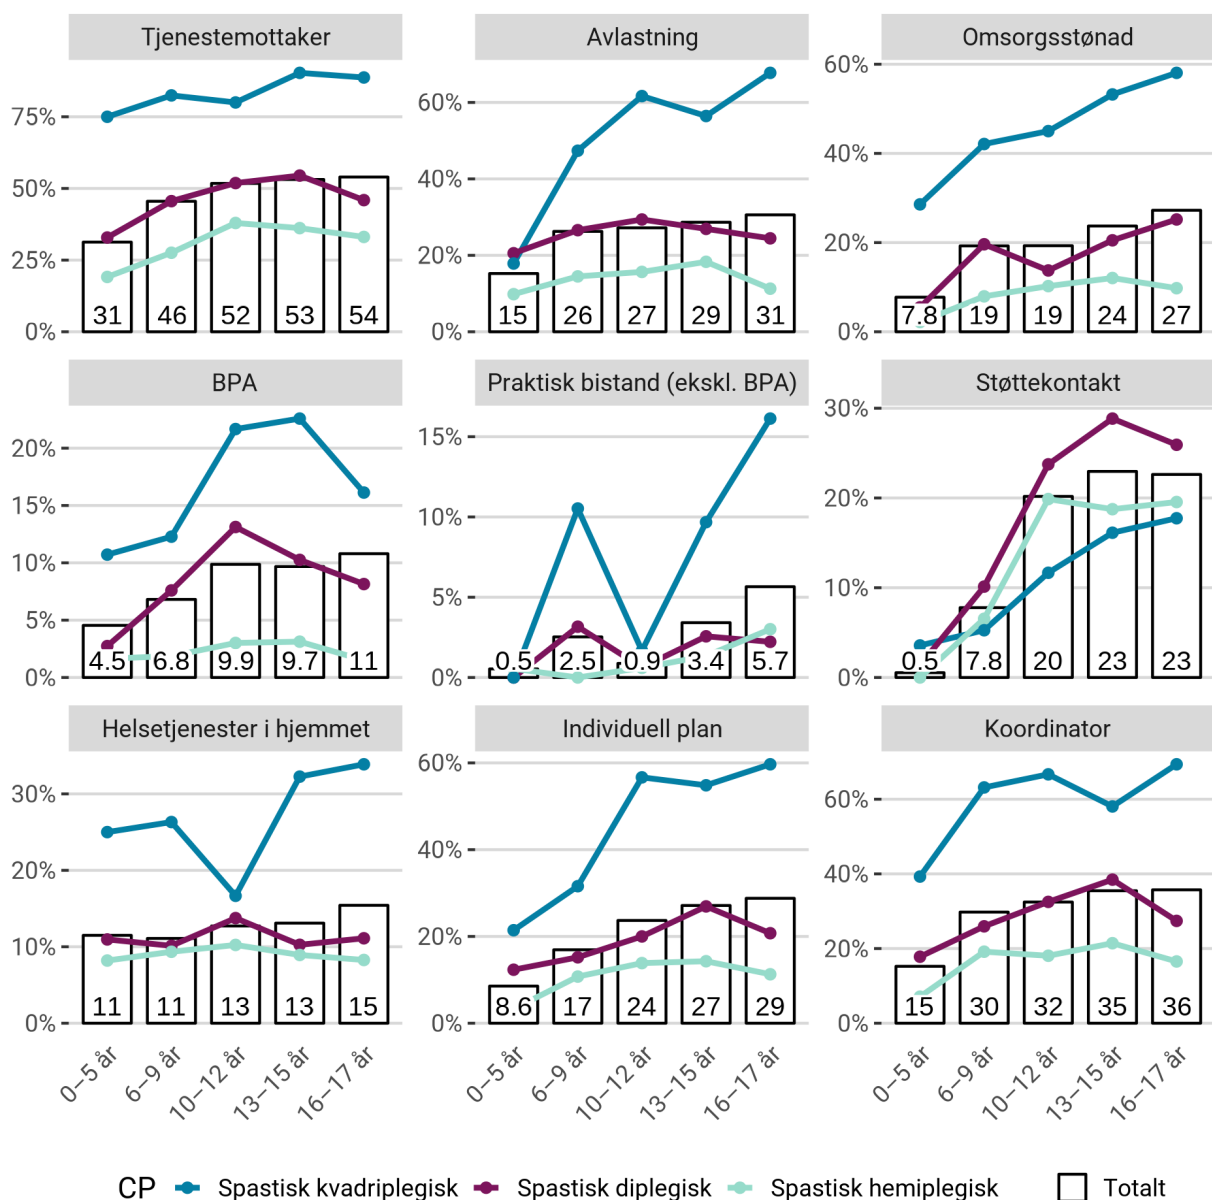 Tjenestemottaker Avlastning Omsorgsstønad
75%
50%
25%
0%
31 46 52 53 54
60%
40%
20%
0%
15 26 27 29 31
60%
40%
20%
0%
7.8 19 19 24 27
BPA Praktisk bistand (ekskl. BPA) Støttekontakt
20%
15%
10%
5%
0%
4.5 6.8 9.9 9.7 11
15%
10%
5%
0%
0.5 2.5 0.9 3.4 5.7
30%
20%
10%
0%
0.5 7.8 20 23 23
Helsetjenester i hjemmet Individuell plan Koordinator
30%
20%
10%
0%
11 11 13 13 15
60%
40%
20%
0%
8.6 17 24 27 29
60%
40%
20%
0%
15 30 32 35 36
0–5 år 6–9 år 10–12 år 13–15 år 16–17 år
0–5 år 6–9 år 10–12 år 13–15 år 16–17 år
0–5 år 6–9 år 10–12 år 13–15 år 16–17 år
CP Spastisk kvadriplegisk Spastisk diplegisk Spastisk hemiplegisk Totalt